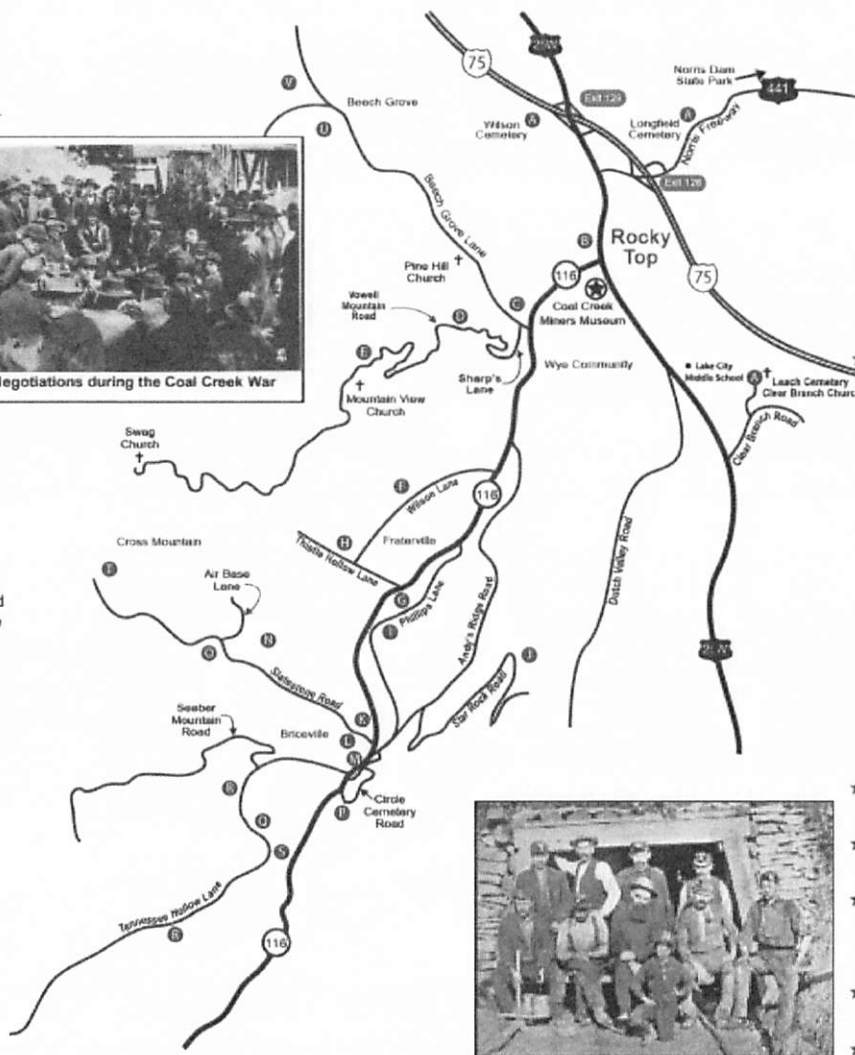 V
U
Beech Grove
Beech Grove Lane
75
25W
Exit 129
Wilson
Cemetery
A
Norris Dam
State Park
441
Longfield
Cemetery
A
Norris Freeway
Exit 128
B
Rocky
Top
116
Coal Creek
Miners Museum
75
Pine Hill
Church
C
Vowell
Mountain
Road
D
E
Sharp's
Lane
Mountain View
Church
Wye Community
Lake City
Middle School
A
Leach Cemetery
Clear Branch Church
Clear Branch Road
egotiations during the Coal Creek War
Swag
Church
F
Wilson Lane
116
H
Fraterville
Thistle Hollow Lane
G
Phillips Lane
Andy's Ridge Road
Dutch Valley Road
25W
Cross Mountain
Air Base
Lane
N
Slatestone Road
Star Rock Road
Seeber
Mountain
Road
Briceville
K
L
M
Circle
Cemetery
Road
P
R
S
Tennessee Hollow Lane
116